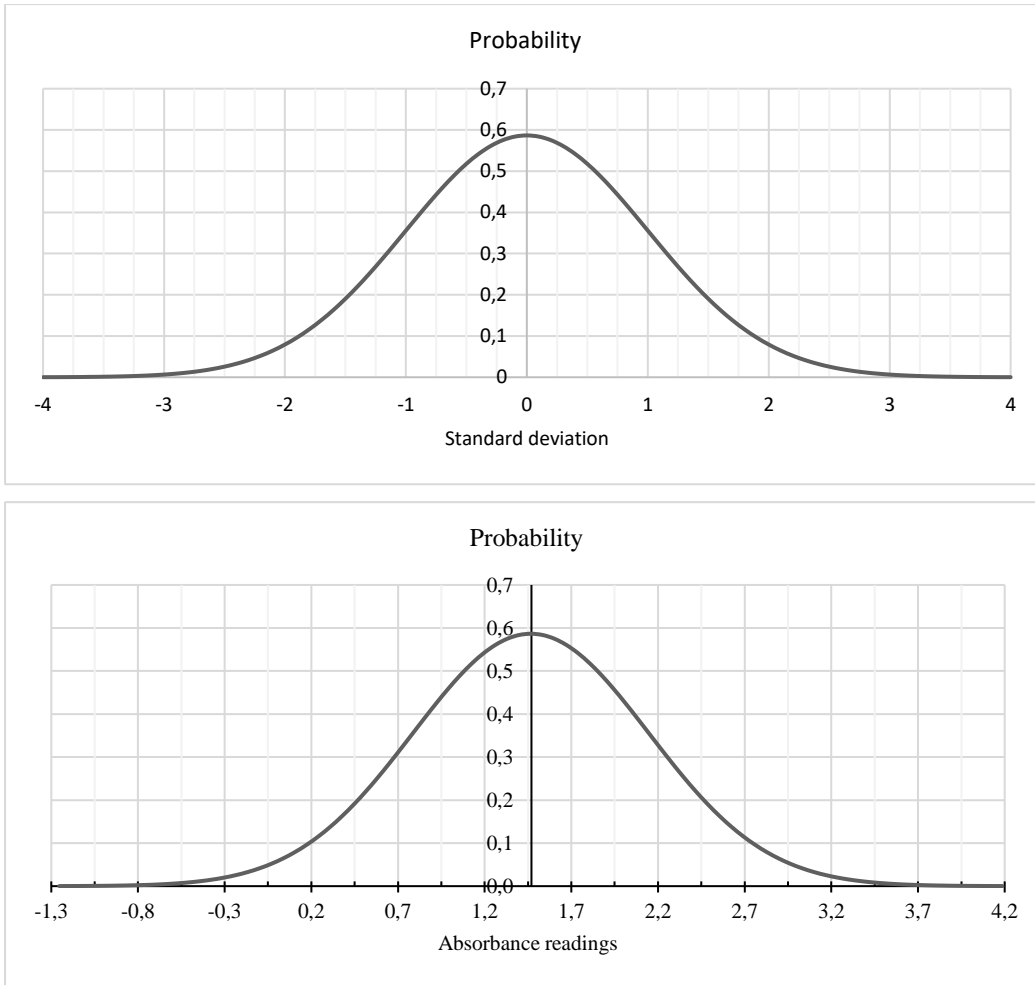 Probability
0,7
0,6
0,5
0,4
0,3
0,2
0,1
0
-4 -3 -2 -1 0 1 2 3 4
Standard deviation
Probability
0,7
0,6
0,5
0,4
0,3
0,2
0,1
0,0
-1,3 -0,8 -0,3 0,2 0,7 1,2 1,7 2,2 2,7 3,2 3,7 4,2
Absorbance readings